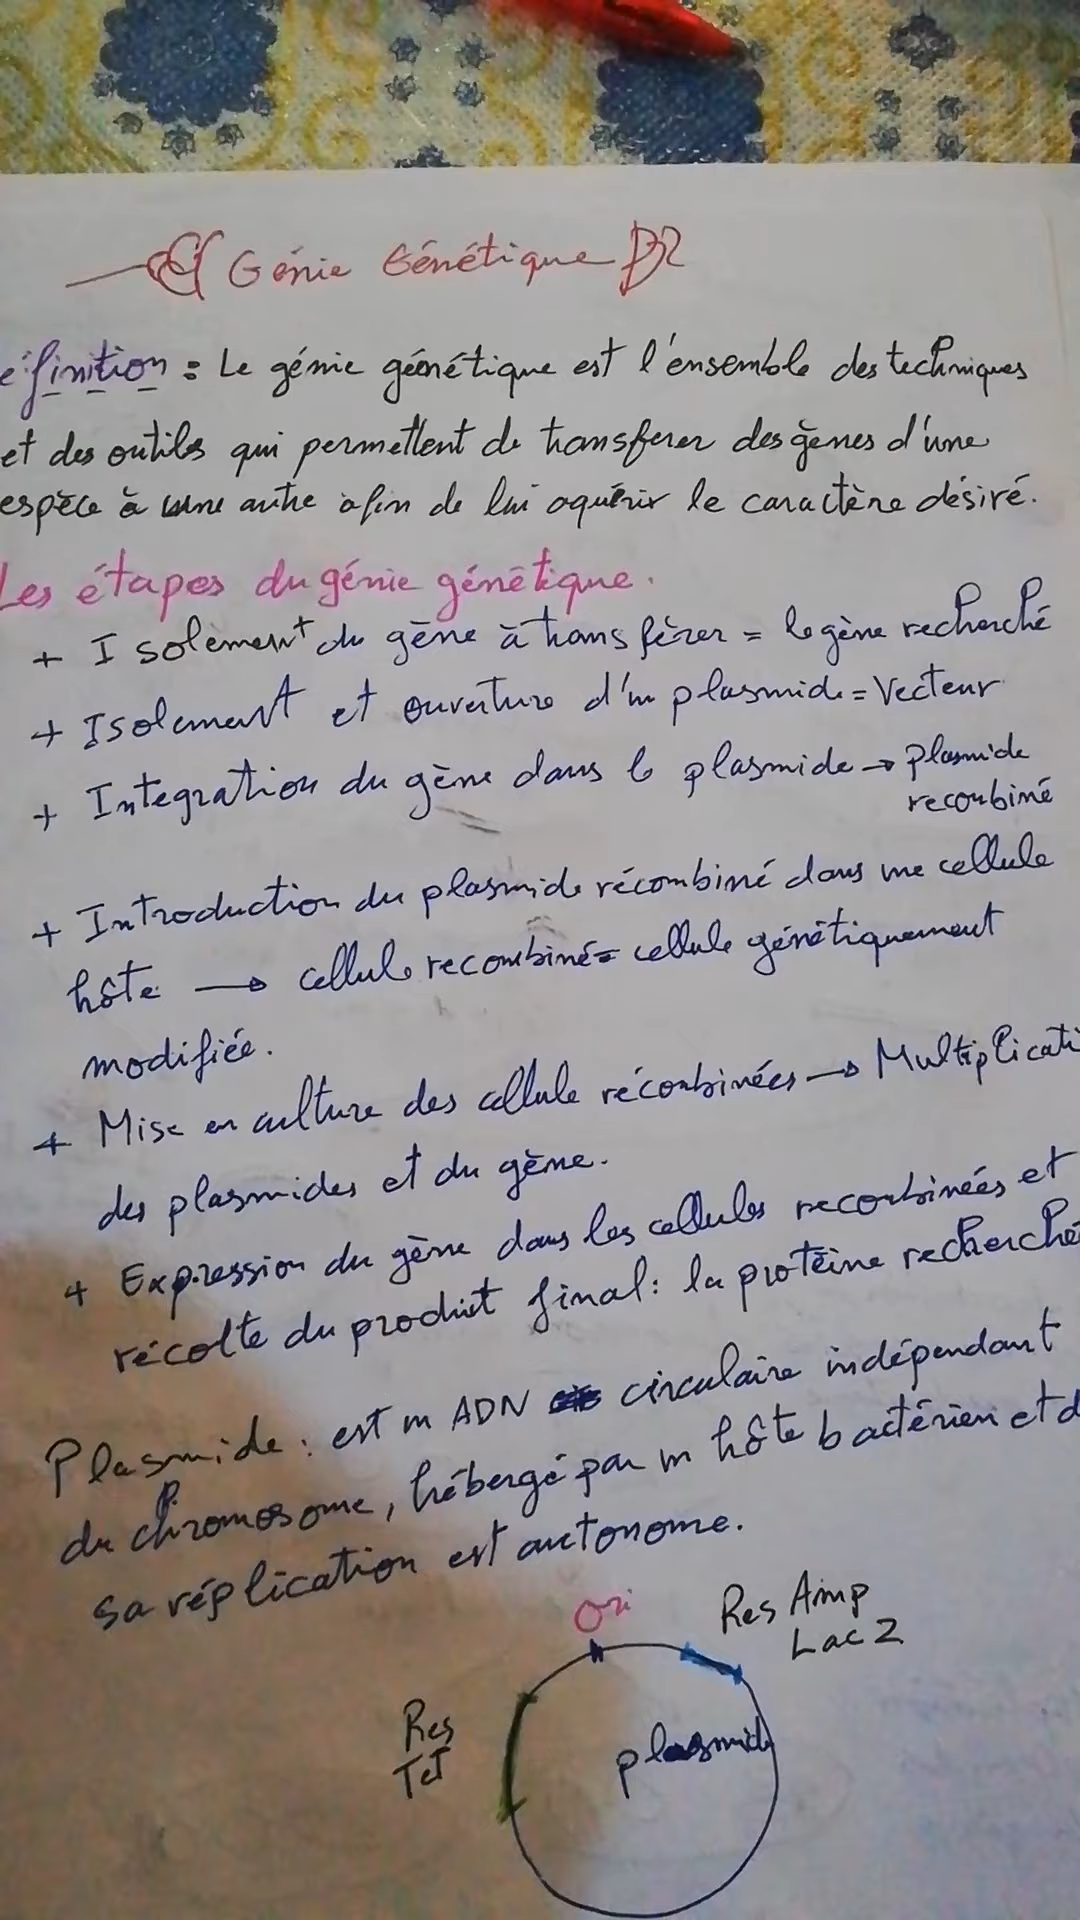 Génie Génétique
éfinition : Le génie génétique est l'ensemble des techniques
et des outils qui permettent de transferer des gènes d'une
espèce à une autre afin de lui aquérir le caractère désiré.
Les étapes du génie génétique.
+ Isolement du gène à transférer = le gène recherché
+ Isolement et ouverture d'un plasmide = Vecteur
+ Integration du gène dans le plasmide → plasmide
recombiné
+ Introduction du plasmide récombiné dans une cellule
hôte → cellule recombiné = cellule génétiquement
modifiée.
+ Mise en culture des cellule récombinées → Multiplicati
des plasmides et du gène.
+ Expression du gène dans les cellules recombinées et
récolte du produit final : la protéine recherché
Plasmide : est un ADN circulaire indépendant
du chromosome, hébergé par un hôte bactérien et d
sa réplication est autonome.
Ori
Res Amp
Lac Z
Res
Tet
plasmide